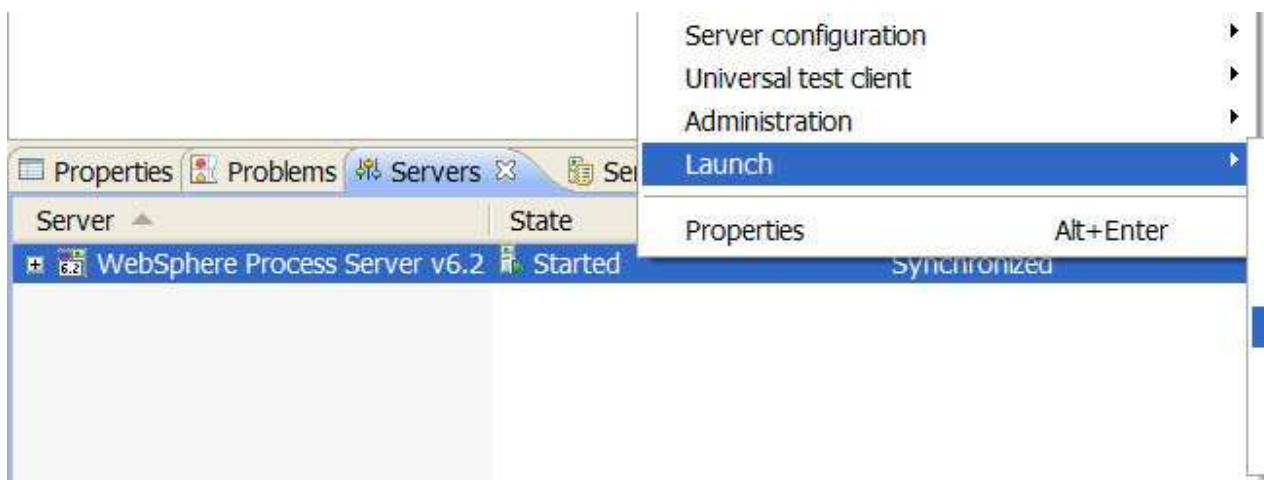 Server configuration
Universal test client
Administration
Launch
Properties Alt+Enter
Properties Problems Servers
Server State
WebSphere Process Server v6.2 Started Synchronized